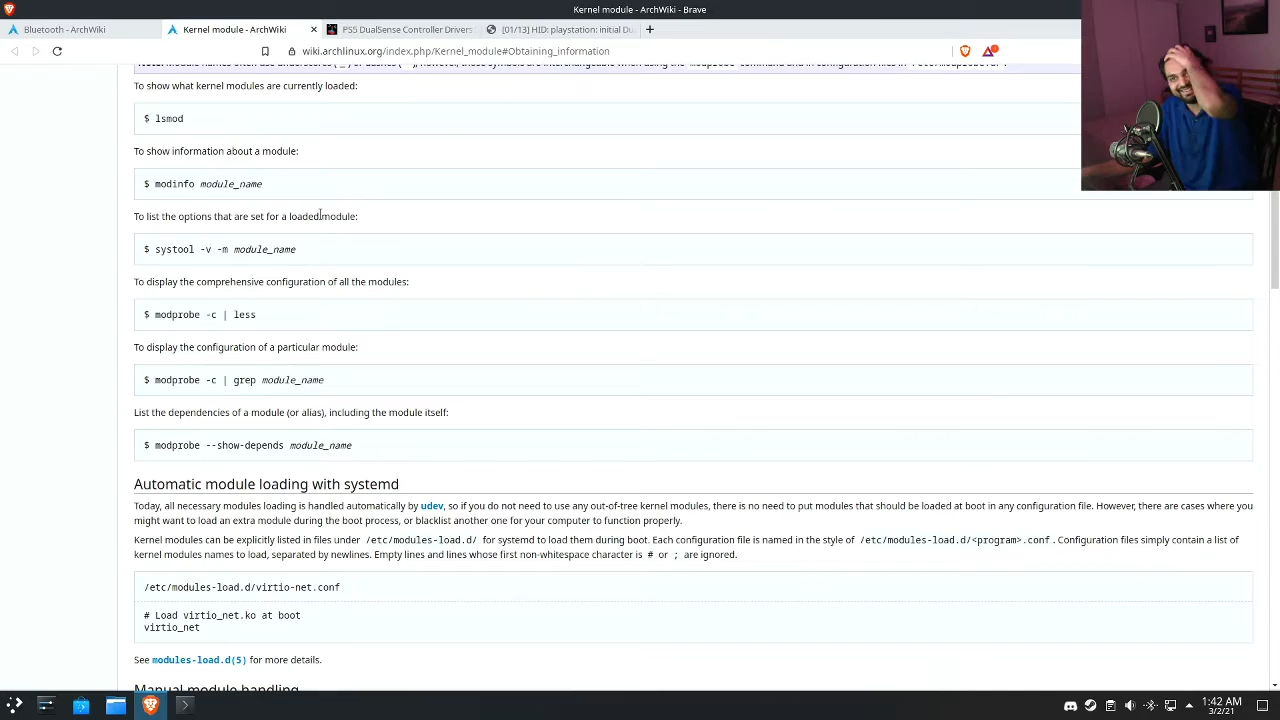 Kernel module - ArchWiki - Brave
Bluetooth - ArchWiki
Kernel module - ArchWiki
PS5 DualSense Controller Drivers
[01/13] HID: playstation: initial Du
wiki.archlinux.org/index.php/Kernel_module#Obtaining_information
To show what kernel modules are currently loaded:
$ lsmod
To show information about a module:
$ modinfo module_name
To list the options that are set for a loaded module:
$ systool -v -m module_name
To display the comprehensive configuration of all the modules:
$ modprobe -c | less
To display the configuration of a particular module:
$ modprobe -c | grep module_name
List the dependencies of a module (or alias), including the module itself:
$ modprobe --show-depends module_name
Automatic module loading with systemd
Today, all necessary modules loading is handled automatically by udev, so if you do not need to use any out-of-tree kernel modules, there is no need to put modules that should be loaded at boot in any configuration file. However, there are cases where you
might want to load an extra module during the boot process, or blacklist another one for your computer to function properly.
Kernel modules can be explicitly listed in files under /etc/modules-load.d/ for systemd to load them during boot. Each configuration file is named in the style of /etc/modules-load.d/<program>.conf. Configuration files simply contain a list of
kernel modules names to load, separated by newlines. Empty lines and lines whose first non-whitespace character is # or ; are ignored.
/etc/modules-load.d/virtio-net.conf
# Load virtio_net.ko at boot
virtio_net
See modules-load.d(5) for more details.
Manual module handling
1:42 AM
3/2/21